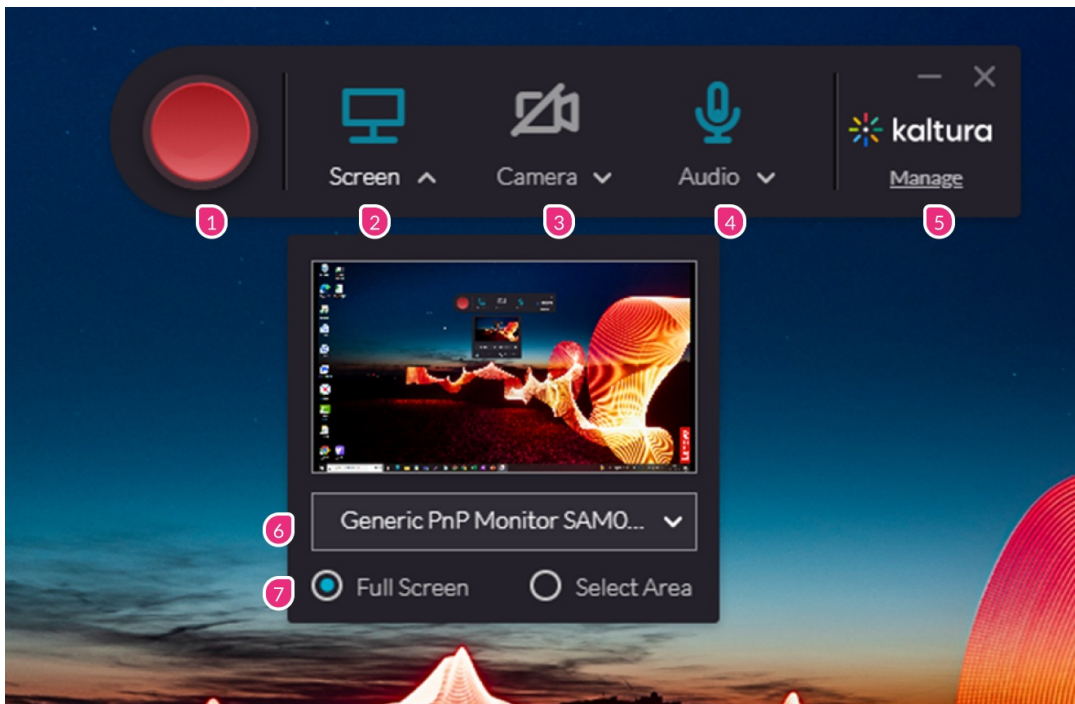 kaltura
Screen Camera Audio Manage
1 2 3 4 5
6 Generic PnP Monitor SAM0...
7 Full Screen Select Area
Lenovo